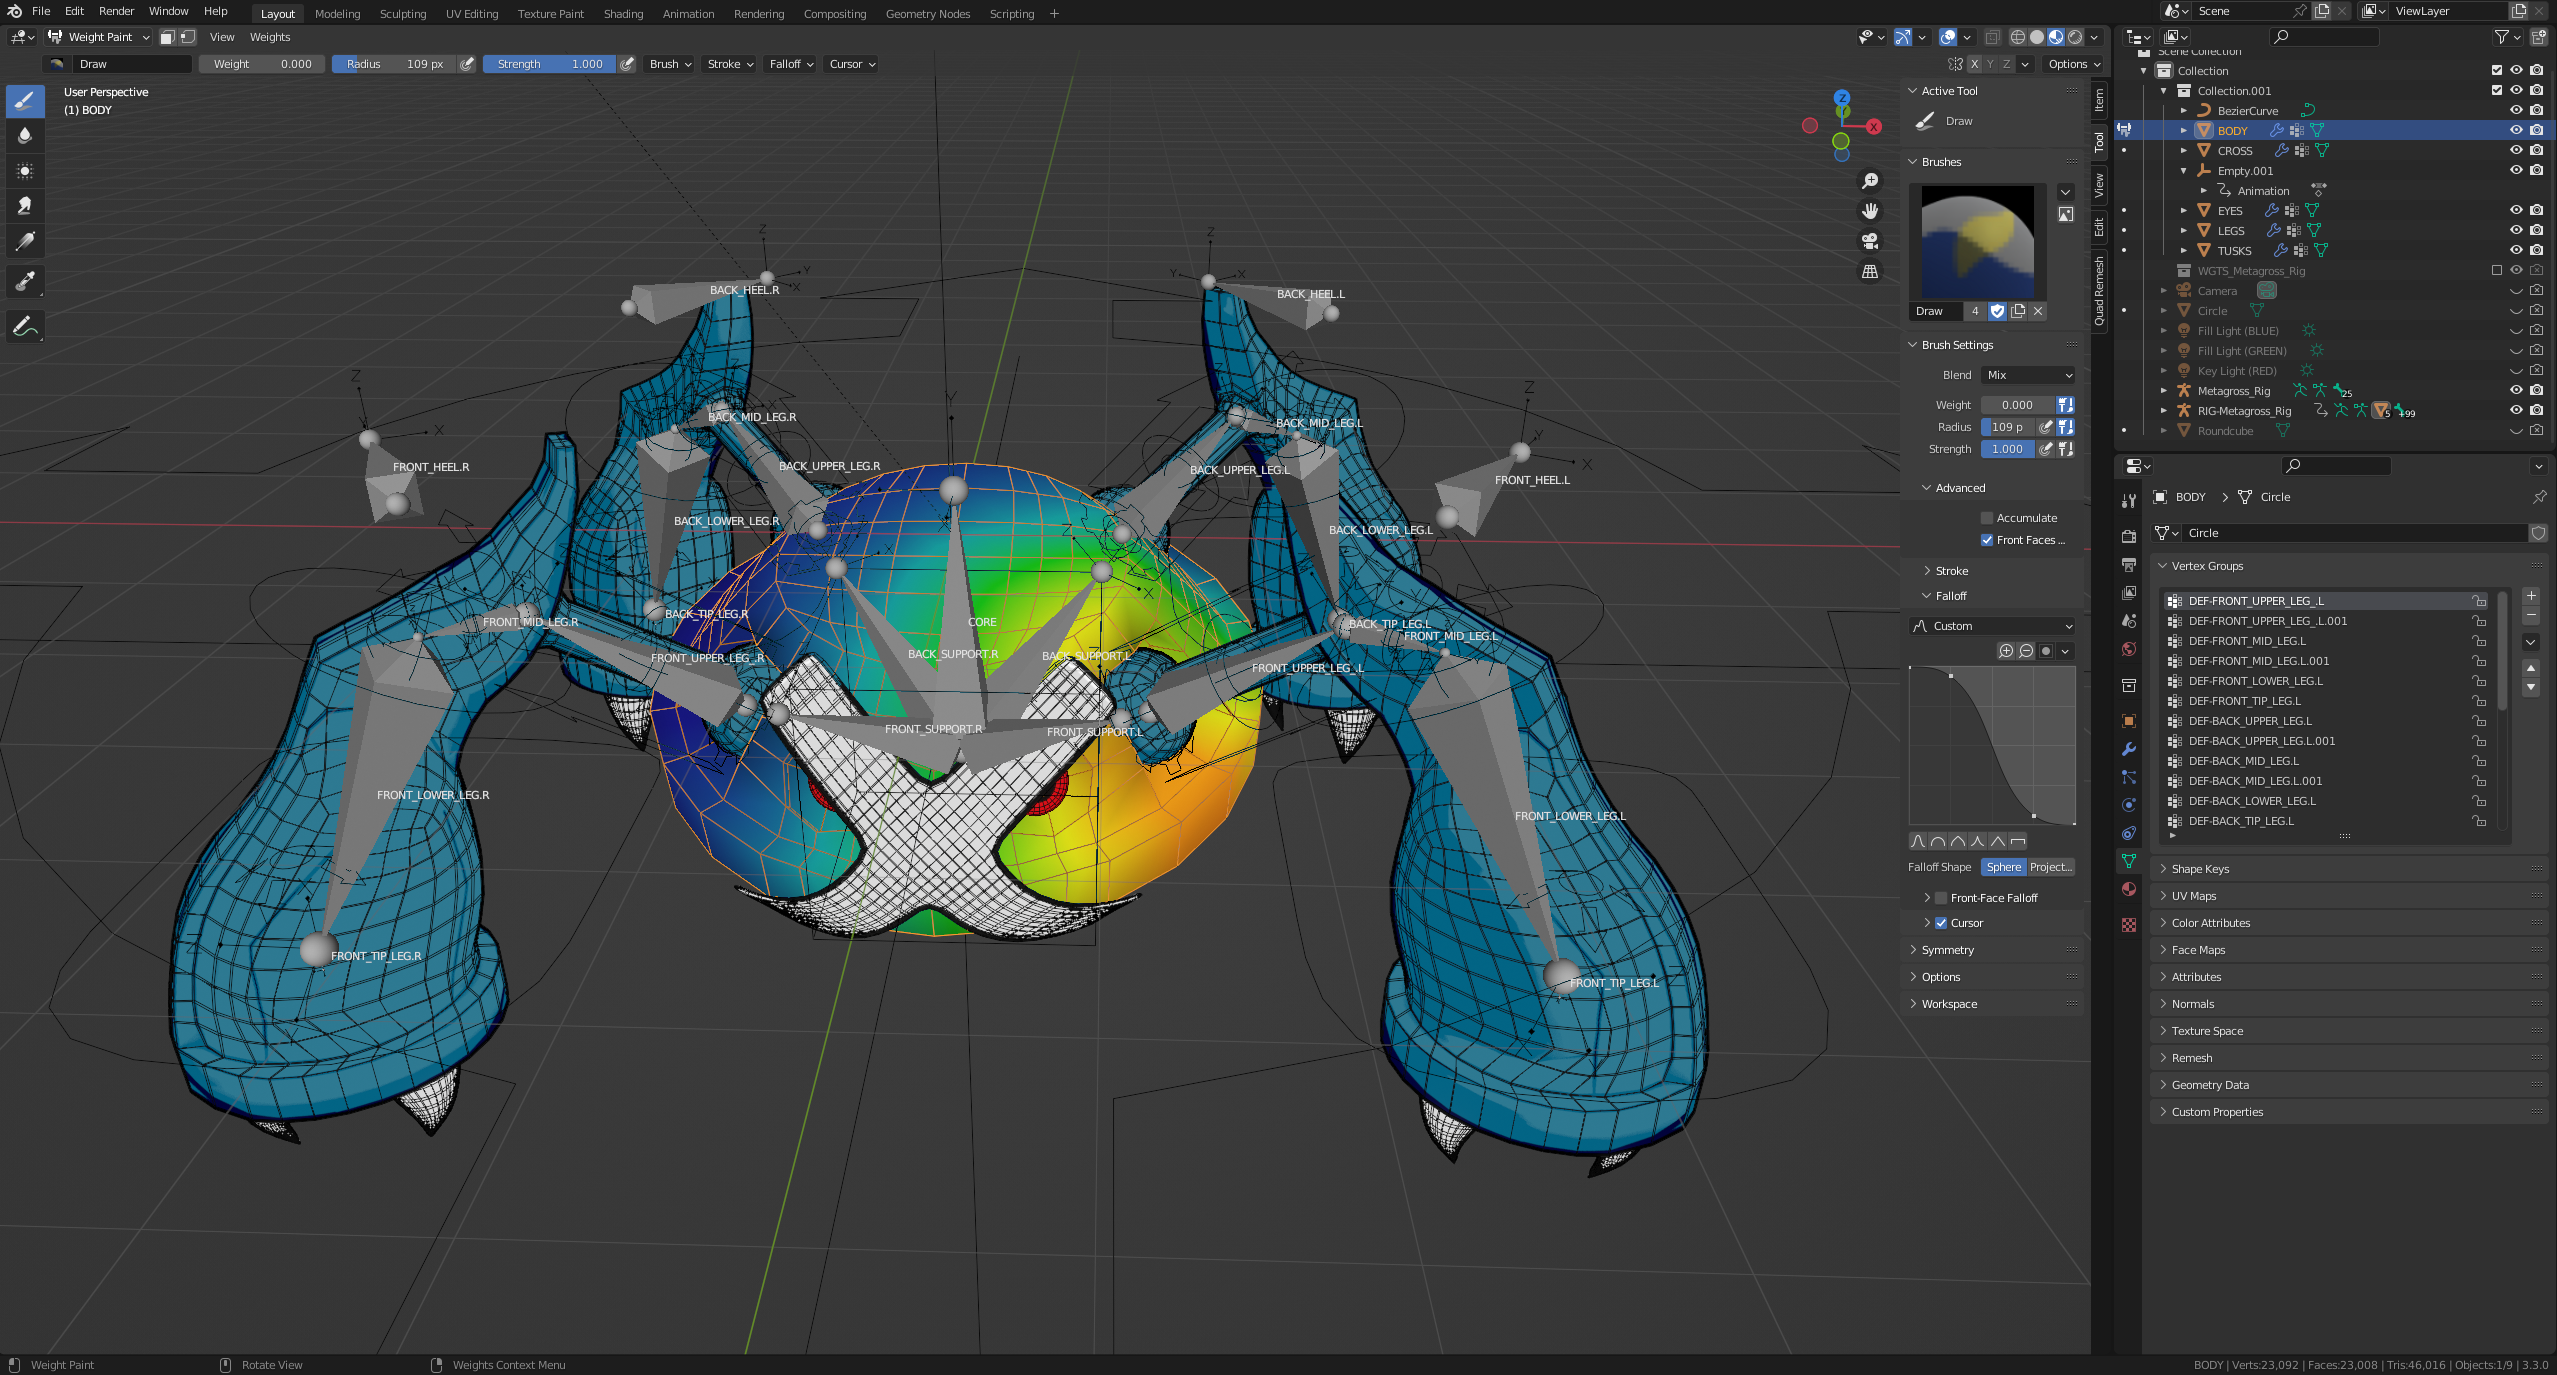 File Edit Render Window Help Layout Modeling Sculpting UV Editing Texture Paint Shading Animation Rendering Compositing Geometry Nodes Scripting + Scene ViewLayer
Weight Paint View Weights
Draw Weight 0.000 Radius 109 px Strength 1.000 Brush Stroke Falloff Cursor X Y Z Options
User Perspective
(1) BODY
Z
X
BACK_HEEL.R
BACK_HEEL.L
BACK_MID_LEG.R
BACK_MID_LEG.L
FRONT_HEEL.R
BACK_UPPER_LEG.R
BACK_UPPER_LEG.L
FRONT_HEEL.L
BACK_LOWER_LEG.R
BACK_LOWER_LEG.L
BACK_TIP_LEG.R
FRONT_MID_LEG.R
CORE
BACK_TIP_LEG.L
FRONT_MID_LEG.L
FRONT_UPPER_LEG_.R
BACK_SUPPORT.R
BACK_SUPPORT.L
FRONT_UPPER_LEG_.L
FRONT_SUPPORT.R
FRONT_SUPPORT.L
FRONT_LOWER_LEG.R
FRONT_LOWER_LEG.L
FRONT_TIP_LEG.R
FRONT_TIP_LEG.L
Active Tool
Draw
Brushes
Draw 4
Brush Settings
Blend Mix
Weight 0.000
Radius 109 p
Strength 1.000
Advanced
Accumulate
Front Faces ...
Stroke
Falloff
Custom
Falloff Shape Sphere Project...
Front-Face Falloff
Cursor
Symmetry
Options
Workspace
Item
Tool
View
Edit
Quad Remesh
Scene Collection
Collection
Collection.001
BezierCurve
BODY
CROSS
Empty.001
Animation
EYES
LEGS
TUSKS
WGTS_Metagross_Rig
Camera
Circle
Fill Light (BLUE)
Fill Light (GREEN)
Key Light (RED)
Metagross_Rig 25
RIG-Metagross_Rig 5 +99
Roundcube
BODY Circle
Circle
Vertex Groups
DEF-FRONT_UPPER_LEG_.L
DEF-FRONT_UPPER_LEG_.L.001
DEF-FRONT_MID_LEG.L
DEF-FRONT_MID_LEG.L.001
DEF-FRONT_LOWER_LEG.L
DEF-FRONT_TIP_LEG.L
DEF-BACK_UPPER_LEG.L
DEF-BACK_UPPER_LEG.L.001
DEF-BACK_MID_LEG.L
DEF-BACK_MID_LEG.L.001
DEF-BACK_LOWER_LEG.L
DEF-BACK_TIP_LEG.L
Shape Keys
UV Maps
Color Attributes
Face Maps
Attributes
Normals
Texture Space
Remesh
Geometry Data
Custom Properties
Weight Paint Rotate View Weights Context Menu BODY | Verts:23,092 | Faces:23,008 | Tris:46,016 | Objects:1/9 | 3.3.0